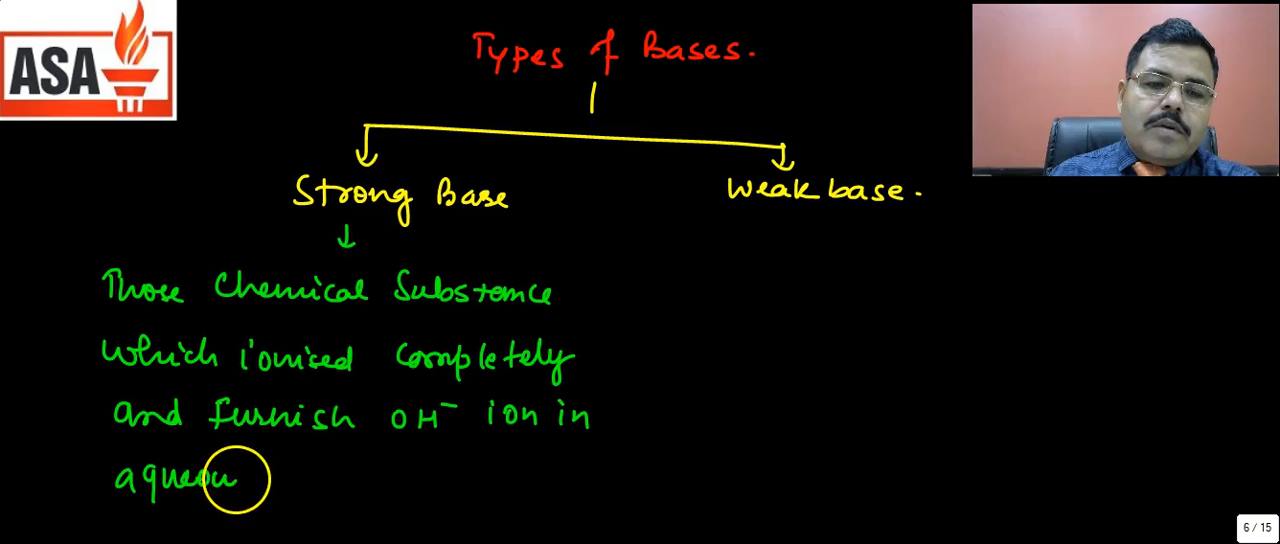 ASA
Types of Bases.
Strong Base
Weak base.
Those Chemical Substance
which ionised completely
and furnish OH⁻ ion in
aqueou
6 / 15